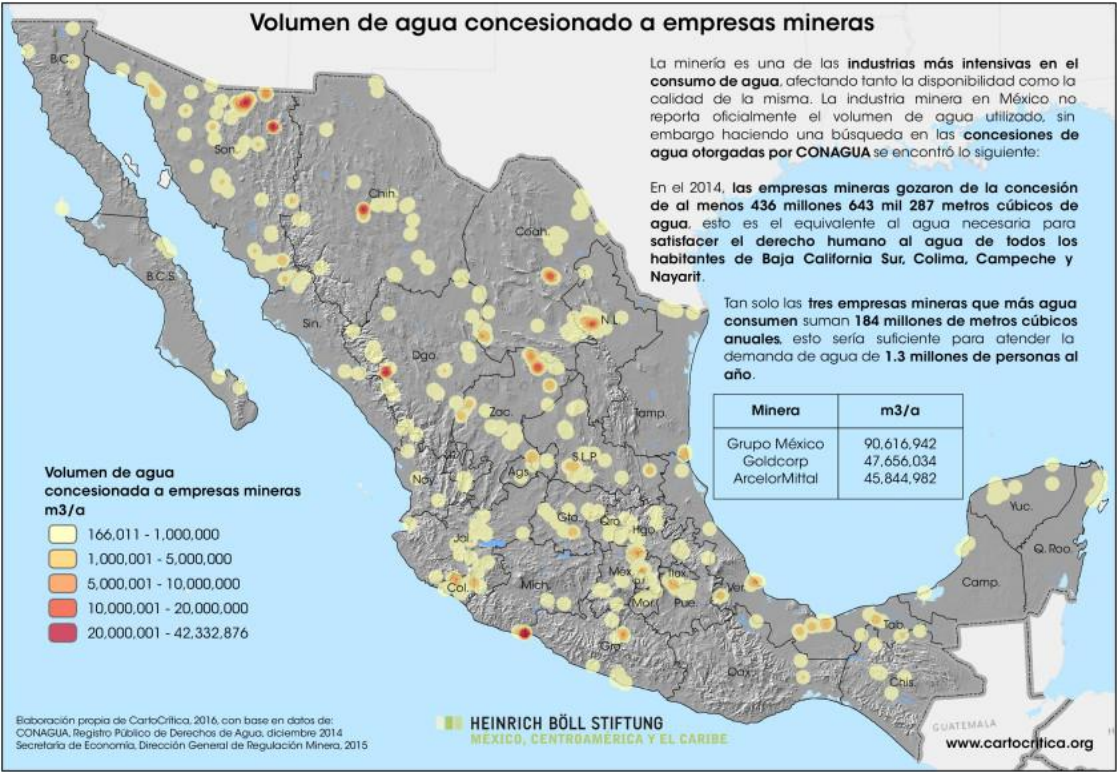 Volumen de agua concesionado a empresas mineras
La minería es una de las industrias más intensivas en el
consumo de agua, afectando tanto la disponibilidad como la
calidad de la misma. La industria minera en México no
reporta oficialmente el volumen de agua utilizado, sin
embargo haciendo una búsqueda en las concesiones de
agua otorgadas por CONAGUA se encontró lo siguiente:
En el 2014, las empresas mineras gozaron de la concesión
de al menos 436 millones 643 mil 287 metros cúbicos de
agua, esto es el equivalente al agua necesaria para
satisfacer el derecho humano al agua de todos los
habitantes de Baja California Sur, Colima, Campeche y
Nayarit.
Tan solo las tres empresas mineras que más agua
consumen suman 184 millones de metros cúbicos
anuales, esto sería suficiente para atender la
demanda de agua de 1.3 millones de personas al
año.
Minera m3/a
Grupo México 90,616,942
Goldcorp 47,656,034
ArcelorMittal 45,844,982
B.C.
Son.
Chih.
Coah.
B.C.S.
Sin.
N.L.
Dgo.
Zac.
Tamp.
Ags.
S.L.P.
Nay.
Gto.
Qro.
Hgo.
Jal.
Col.
Mich.
Mex.
D.F.
Tlax.
Mor.
Pue.
Ver.
Gro.
Oax.
Tab.
Chis.
Camp.
Yuc.
Q. Roo.
GUATEMALA
Volumen de agua
concesionada a empresas mineras
m3/a
166,011 - 1,000,000
1,000,001 - 5,000,000
5,000,001 - 10,000,000
10,000,001 - 20,000,000
20,000,001 - 42,332,876
Elaboración propia de CartoCrítica, 2016, con base en datos de:
CONAGUA, Registro Público de Derechos de Agua, diciembre 2014
Secretaría de Economía, Dirección General de Regulación Minera, 2015
HEINRICH BÖLL STIFTUNG
MÉXICO, CENTROAMÉRICA Y EL CARIBE
www.cartocritica.org